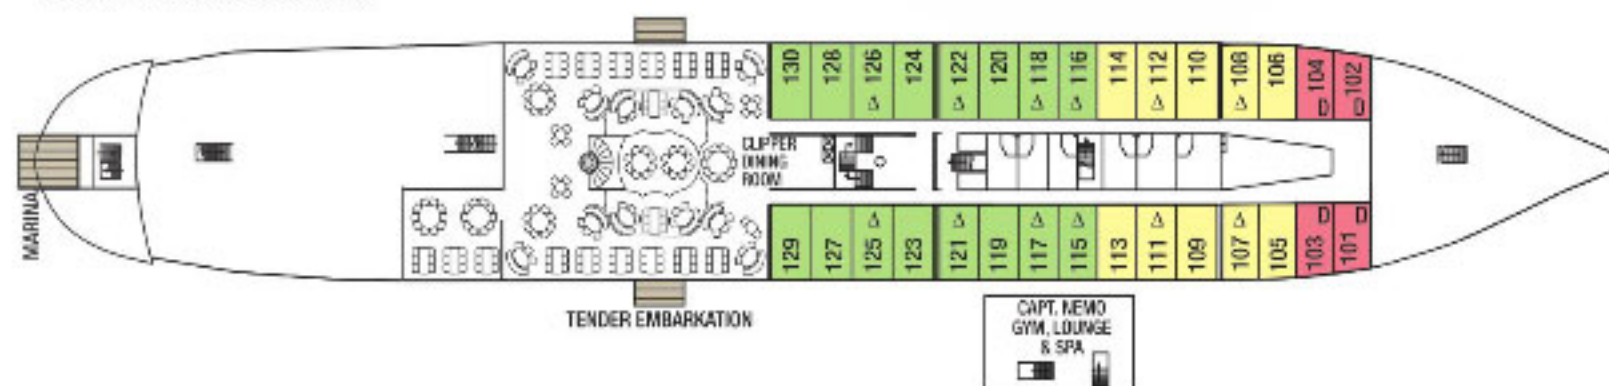 130 128 126 Δ 124 122 Δ 120 118 Δ 116 Δ 114 112 Δ 110 108 Δ 106 104 D 102 D
CLIPPER
DINING
ROOM
MARINA
129 127 125 Δ 123 121 Δ 119 117 Δ 115 Δ 113 111 Δ 109 107 Δ 105 103 D 101 D
TENDER EMBARKATION
CAPT. NEMO
GYM, LOUNGE
& SPA